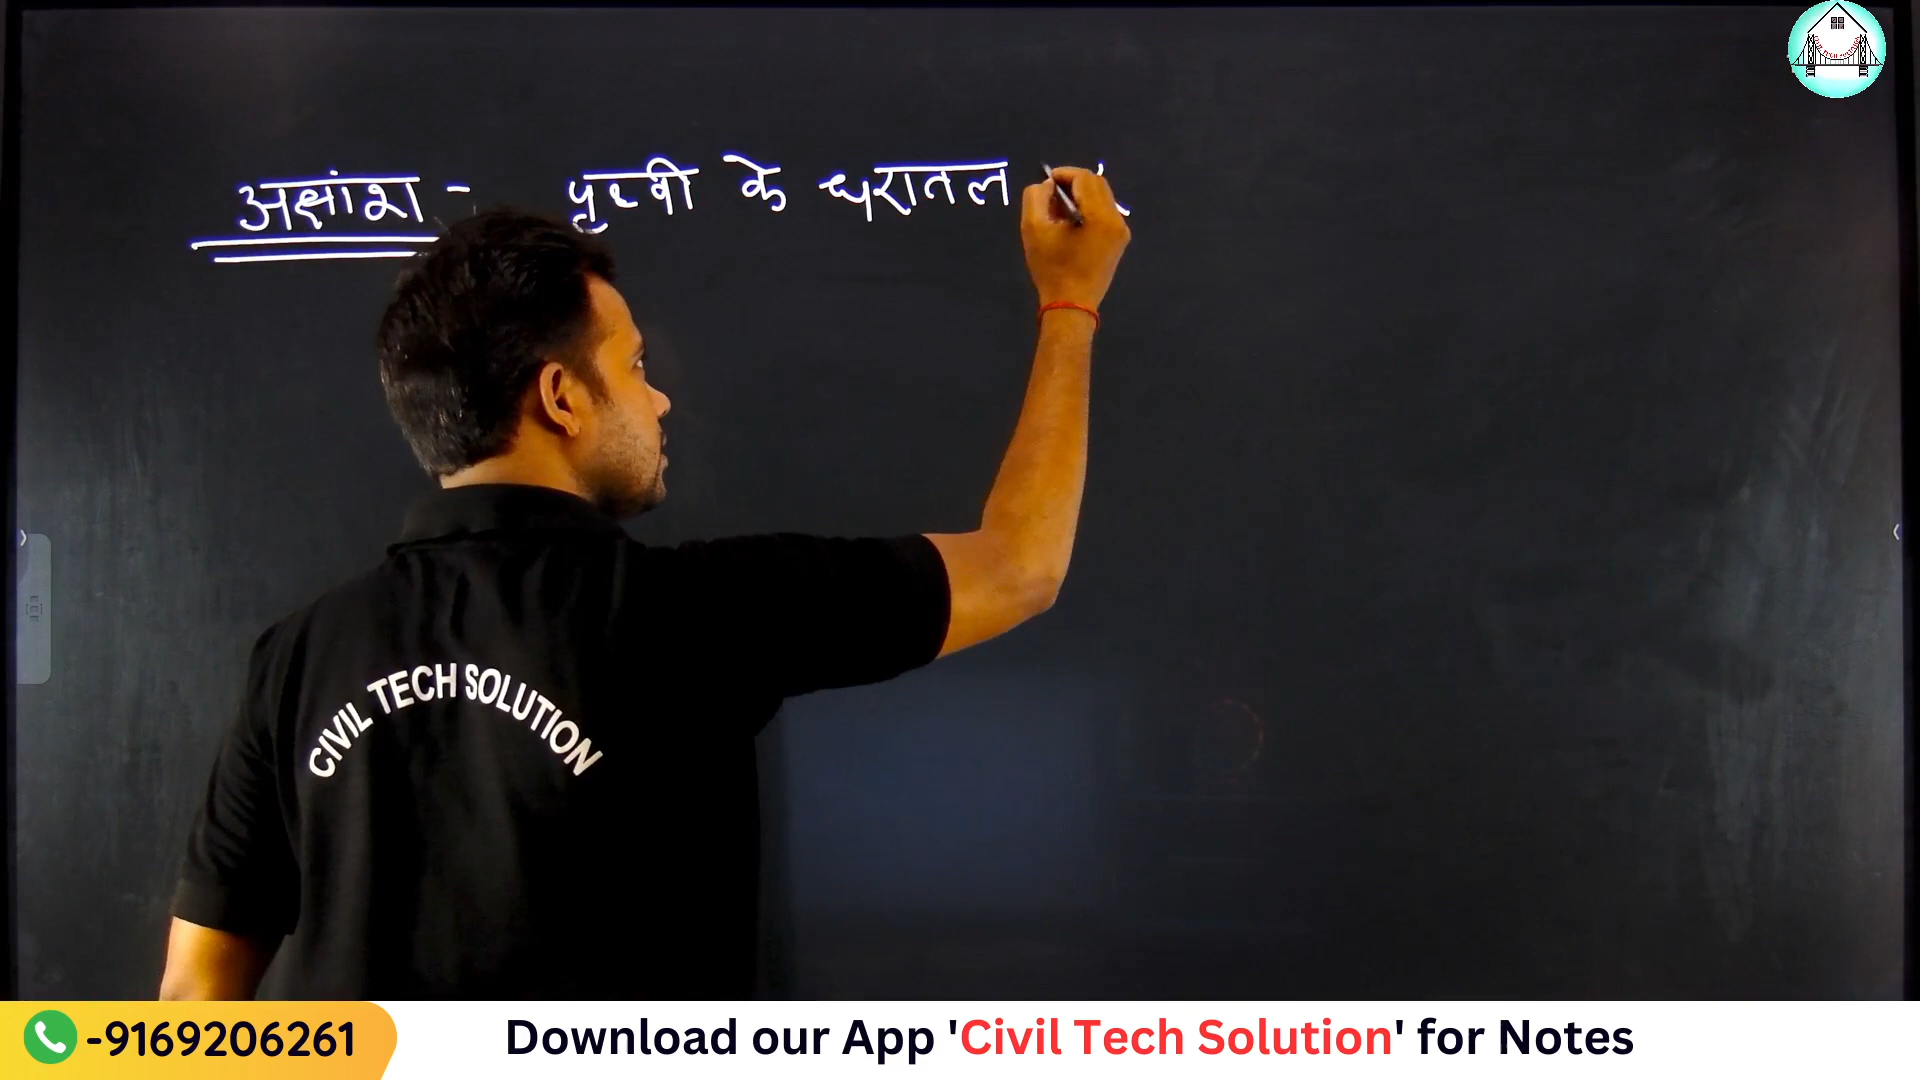 अक्षांश - पृथ्वी के धरातल
CIVIL TECH SOLUTION
-9169206261
Download our App 'Civil Tech Solution' for Notes